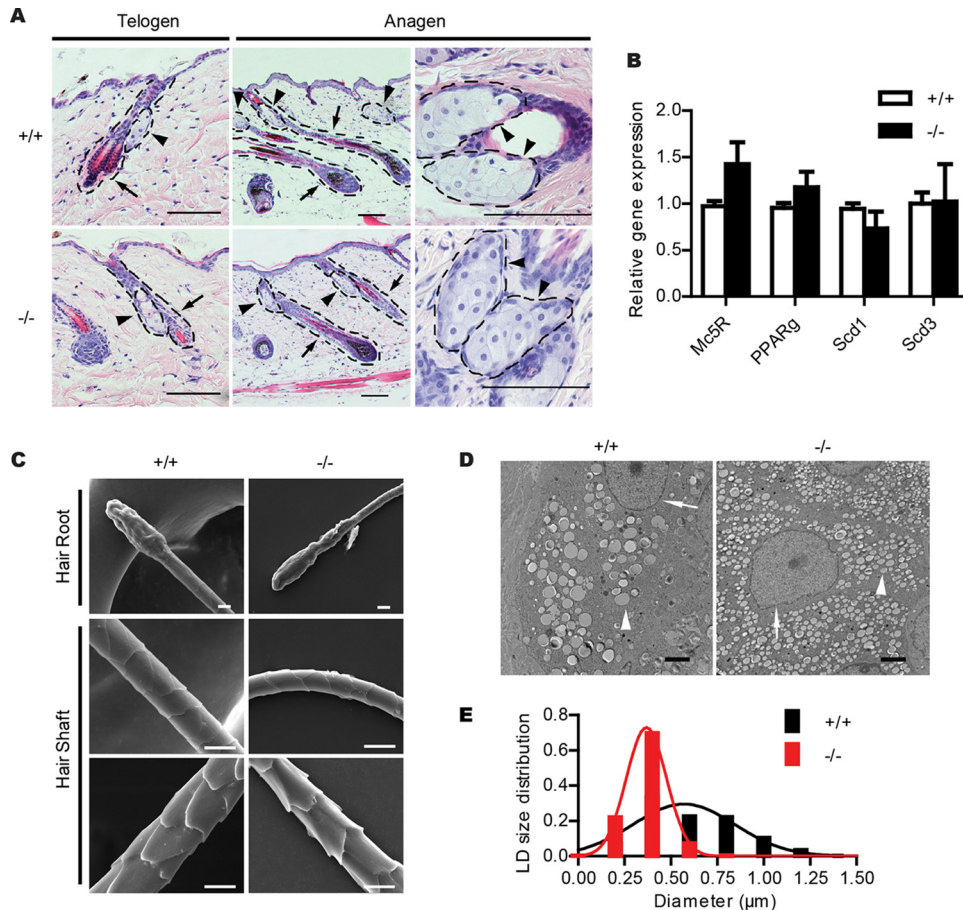 A
Telogen
Anagen
+/+
-/-
B
Relative gene expression
2.0
1.5
1.0
0.5
0.0
+/+
-/-
Mc5R
PPARg
Scd1
Scd3
C
+/+
-/-
Hair Root
Hair Shaft
D
+/+
-/-
E
LD size distribution
0.8
0.6
0.4
0.2
0.0
+/+
-/-
0.00
0.25
0.50
0.75
1.00
1.25
1.50
Diameter (µm)